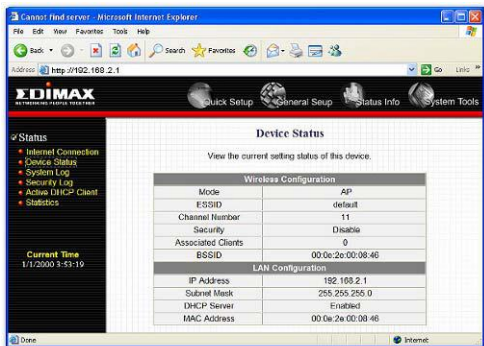 Cannot find server - Microsoft Internet Explorer
File Edit View Favorites Tools Help
Back Search Favorites
Address http://192.168.2.1 Go Links
EDIMAX
NETWORKING PEOPLE TOGETHER
Quick Setup General Seup Status Info System Tools
Status
Internet Connection
Device Status
System Log
Security Log
Active DHCP Client
Statistics
Current Time
1/1/2000 3:53:19
Device Status
View the current setting status of this device.
Wireless Configuration
Mode AP
ESSID default
Channel Number 11
Security Disable
Associated Clients 0
BSSID 00:0e:2e:00:08:46
LAN Configuration
IP Address 192.168.2.1
Subnet Mask 255.255.255.0
DHCP Server Enabled
MAC Address 00:0e:2e:00:08:46
Done Internet